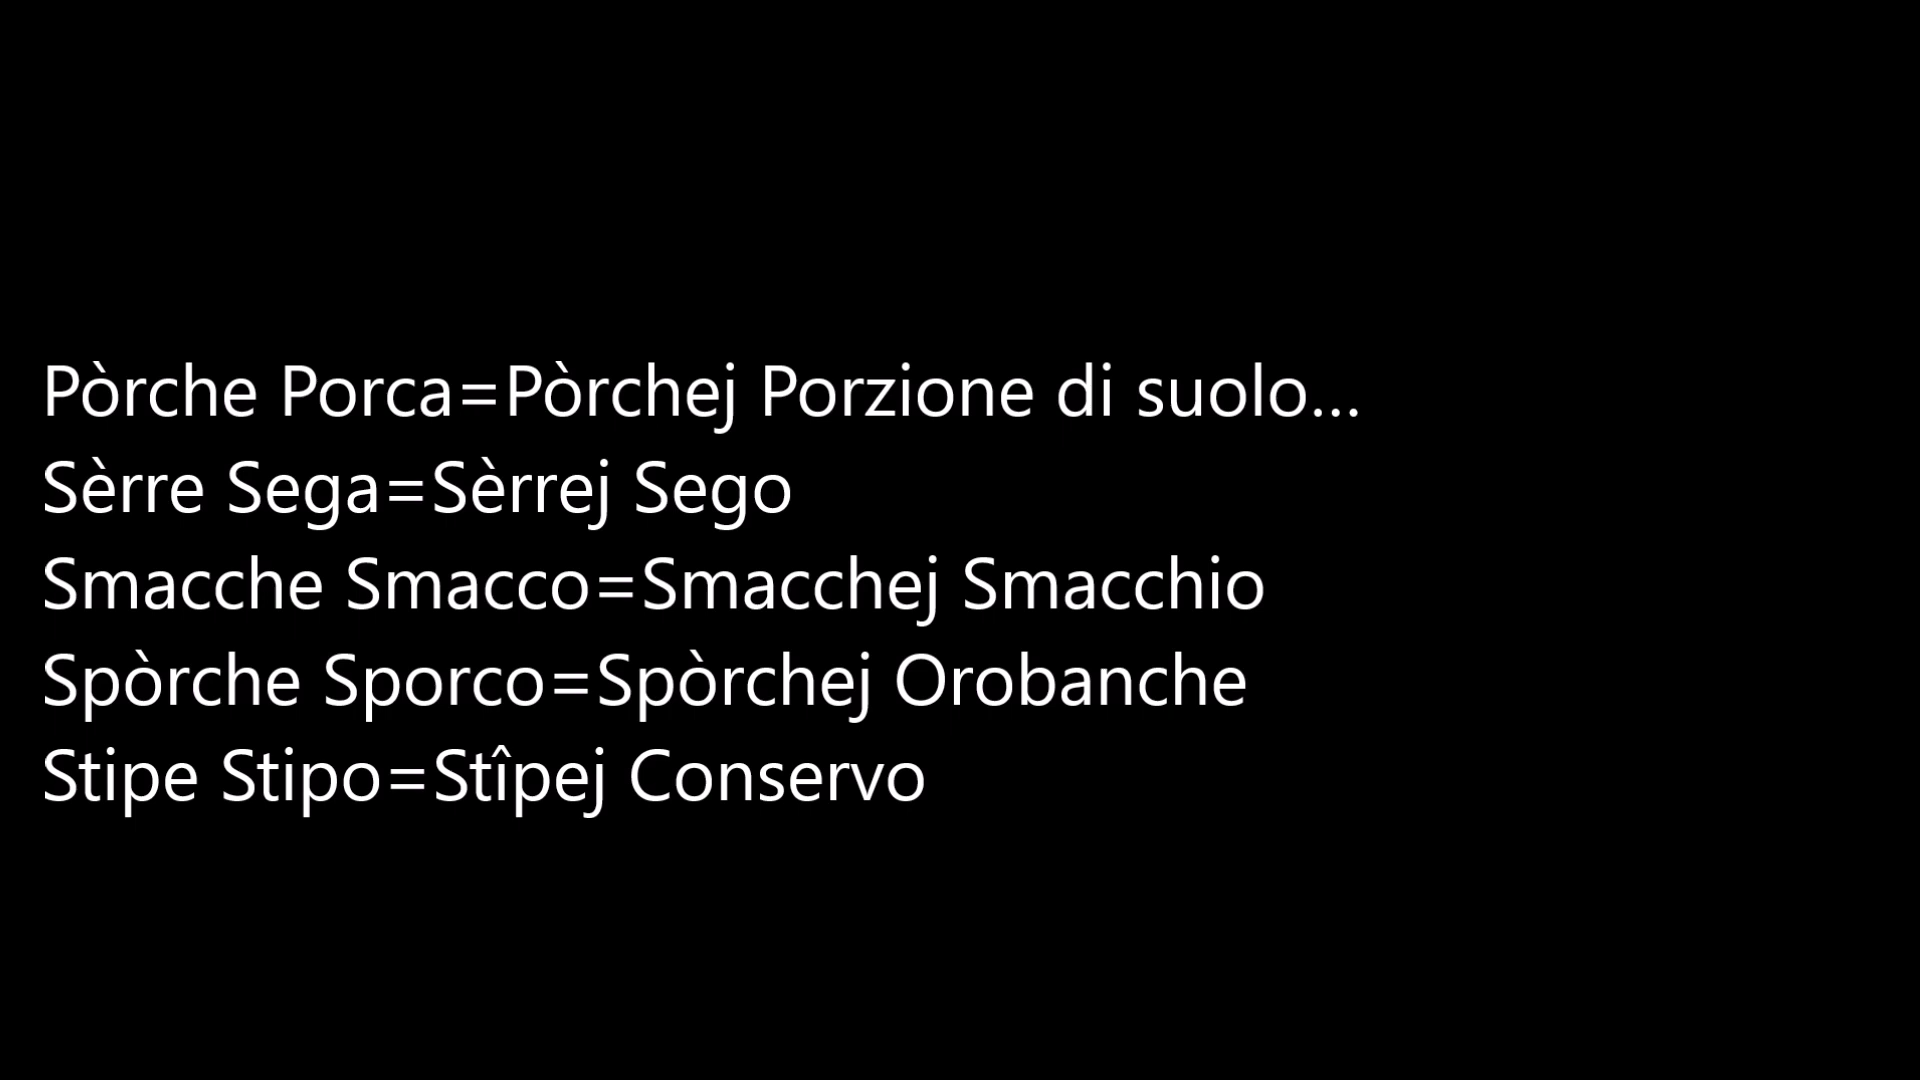 Pòrche Porca=Pòrchej Porzione di suolo...
Sèrre Sega=Sèrrej Sego
Smacche Smacco=Smacchej Smacchio
Spòrche Sporco=Spòrchej Orobanche
Stipe Stipo=Stîpej Conservo